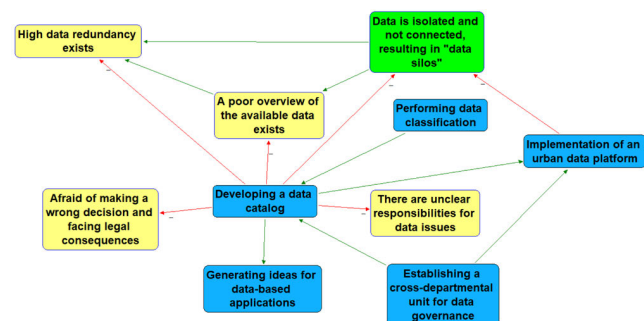 High data redundancy
exists
Data is isolated and
not connected,
resulting in "data
silos"
A poor overview of
the available data
exists
Performing data
classification
Implementation of an
urban data platform
Afraid of making a
wrong decision and
facing legal
consequences
Developing a data
catalog
There are unclear
responsibilities for
data issues
Generating ideas for
data-based
applications
Establishing a
cross-departmental
unit for data
governance